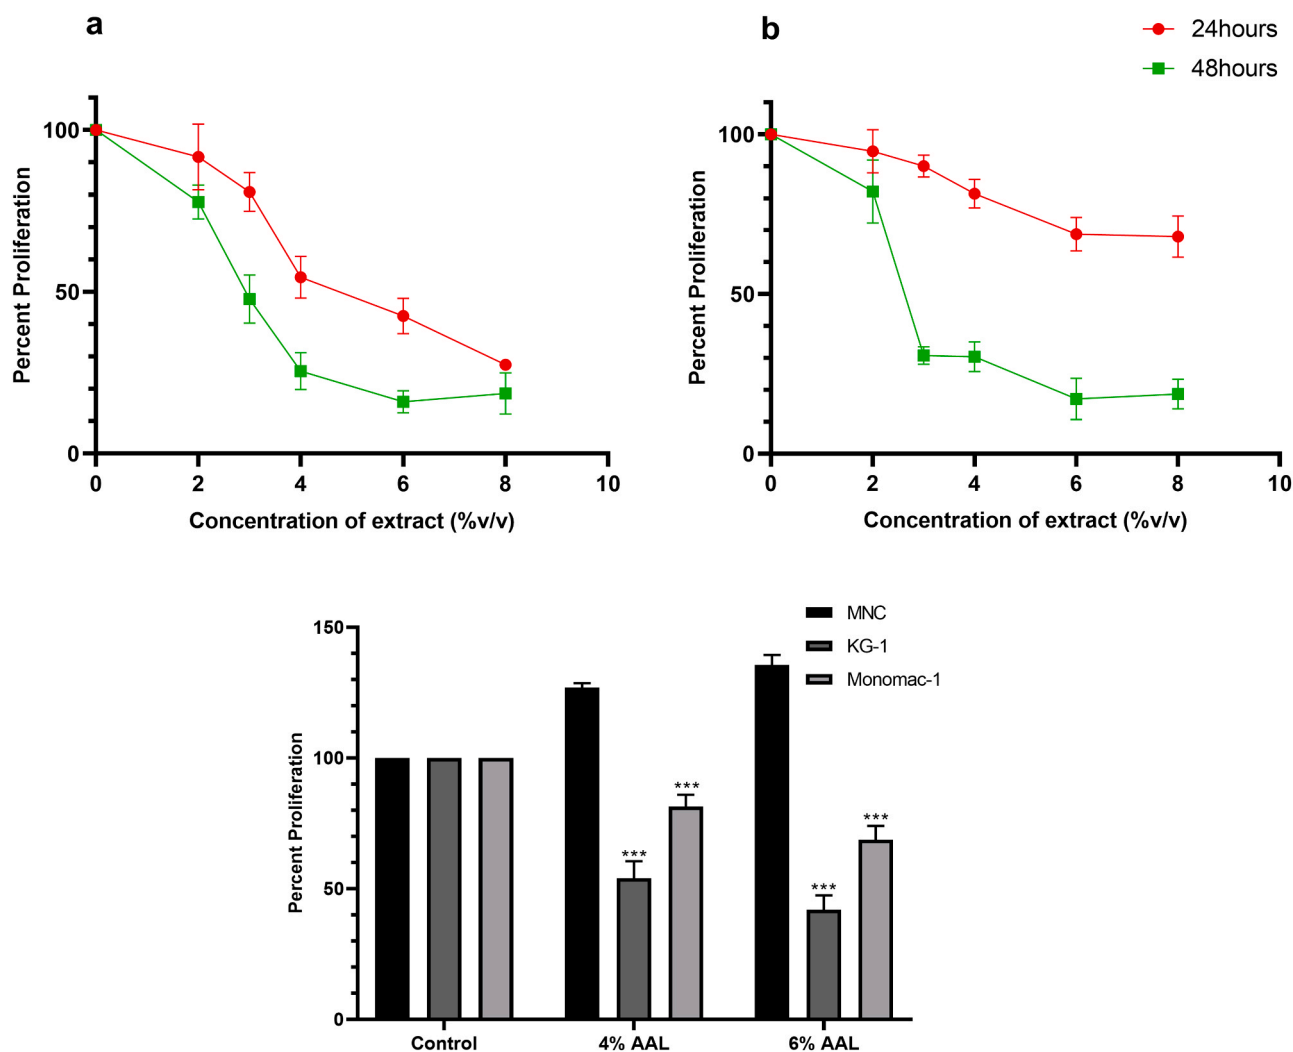 a
b
24hours
48hours
Percent Proliferation
100
50
0
0 2 4 6 8 10
Concentration of extract (%v/v)
Percent Proliferation
100
50
0
0 2 4 6 8 10
Concentration of extract (%v/v)
MNC
KG-1
Monomac-1
Percent Proliferation
150
100
50
0
***
***
***
***
Control 4% AAL 6% AAL